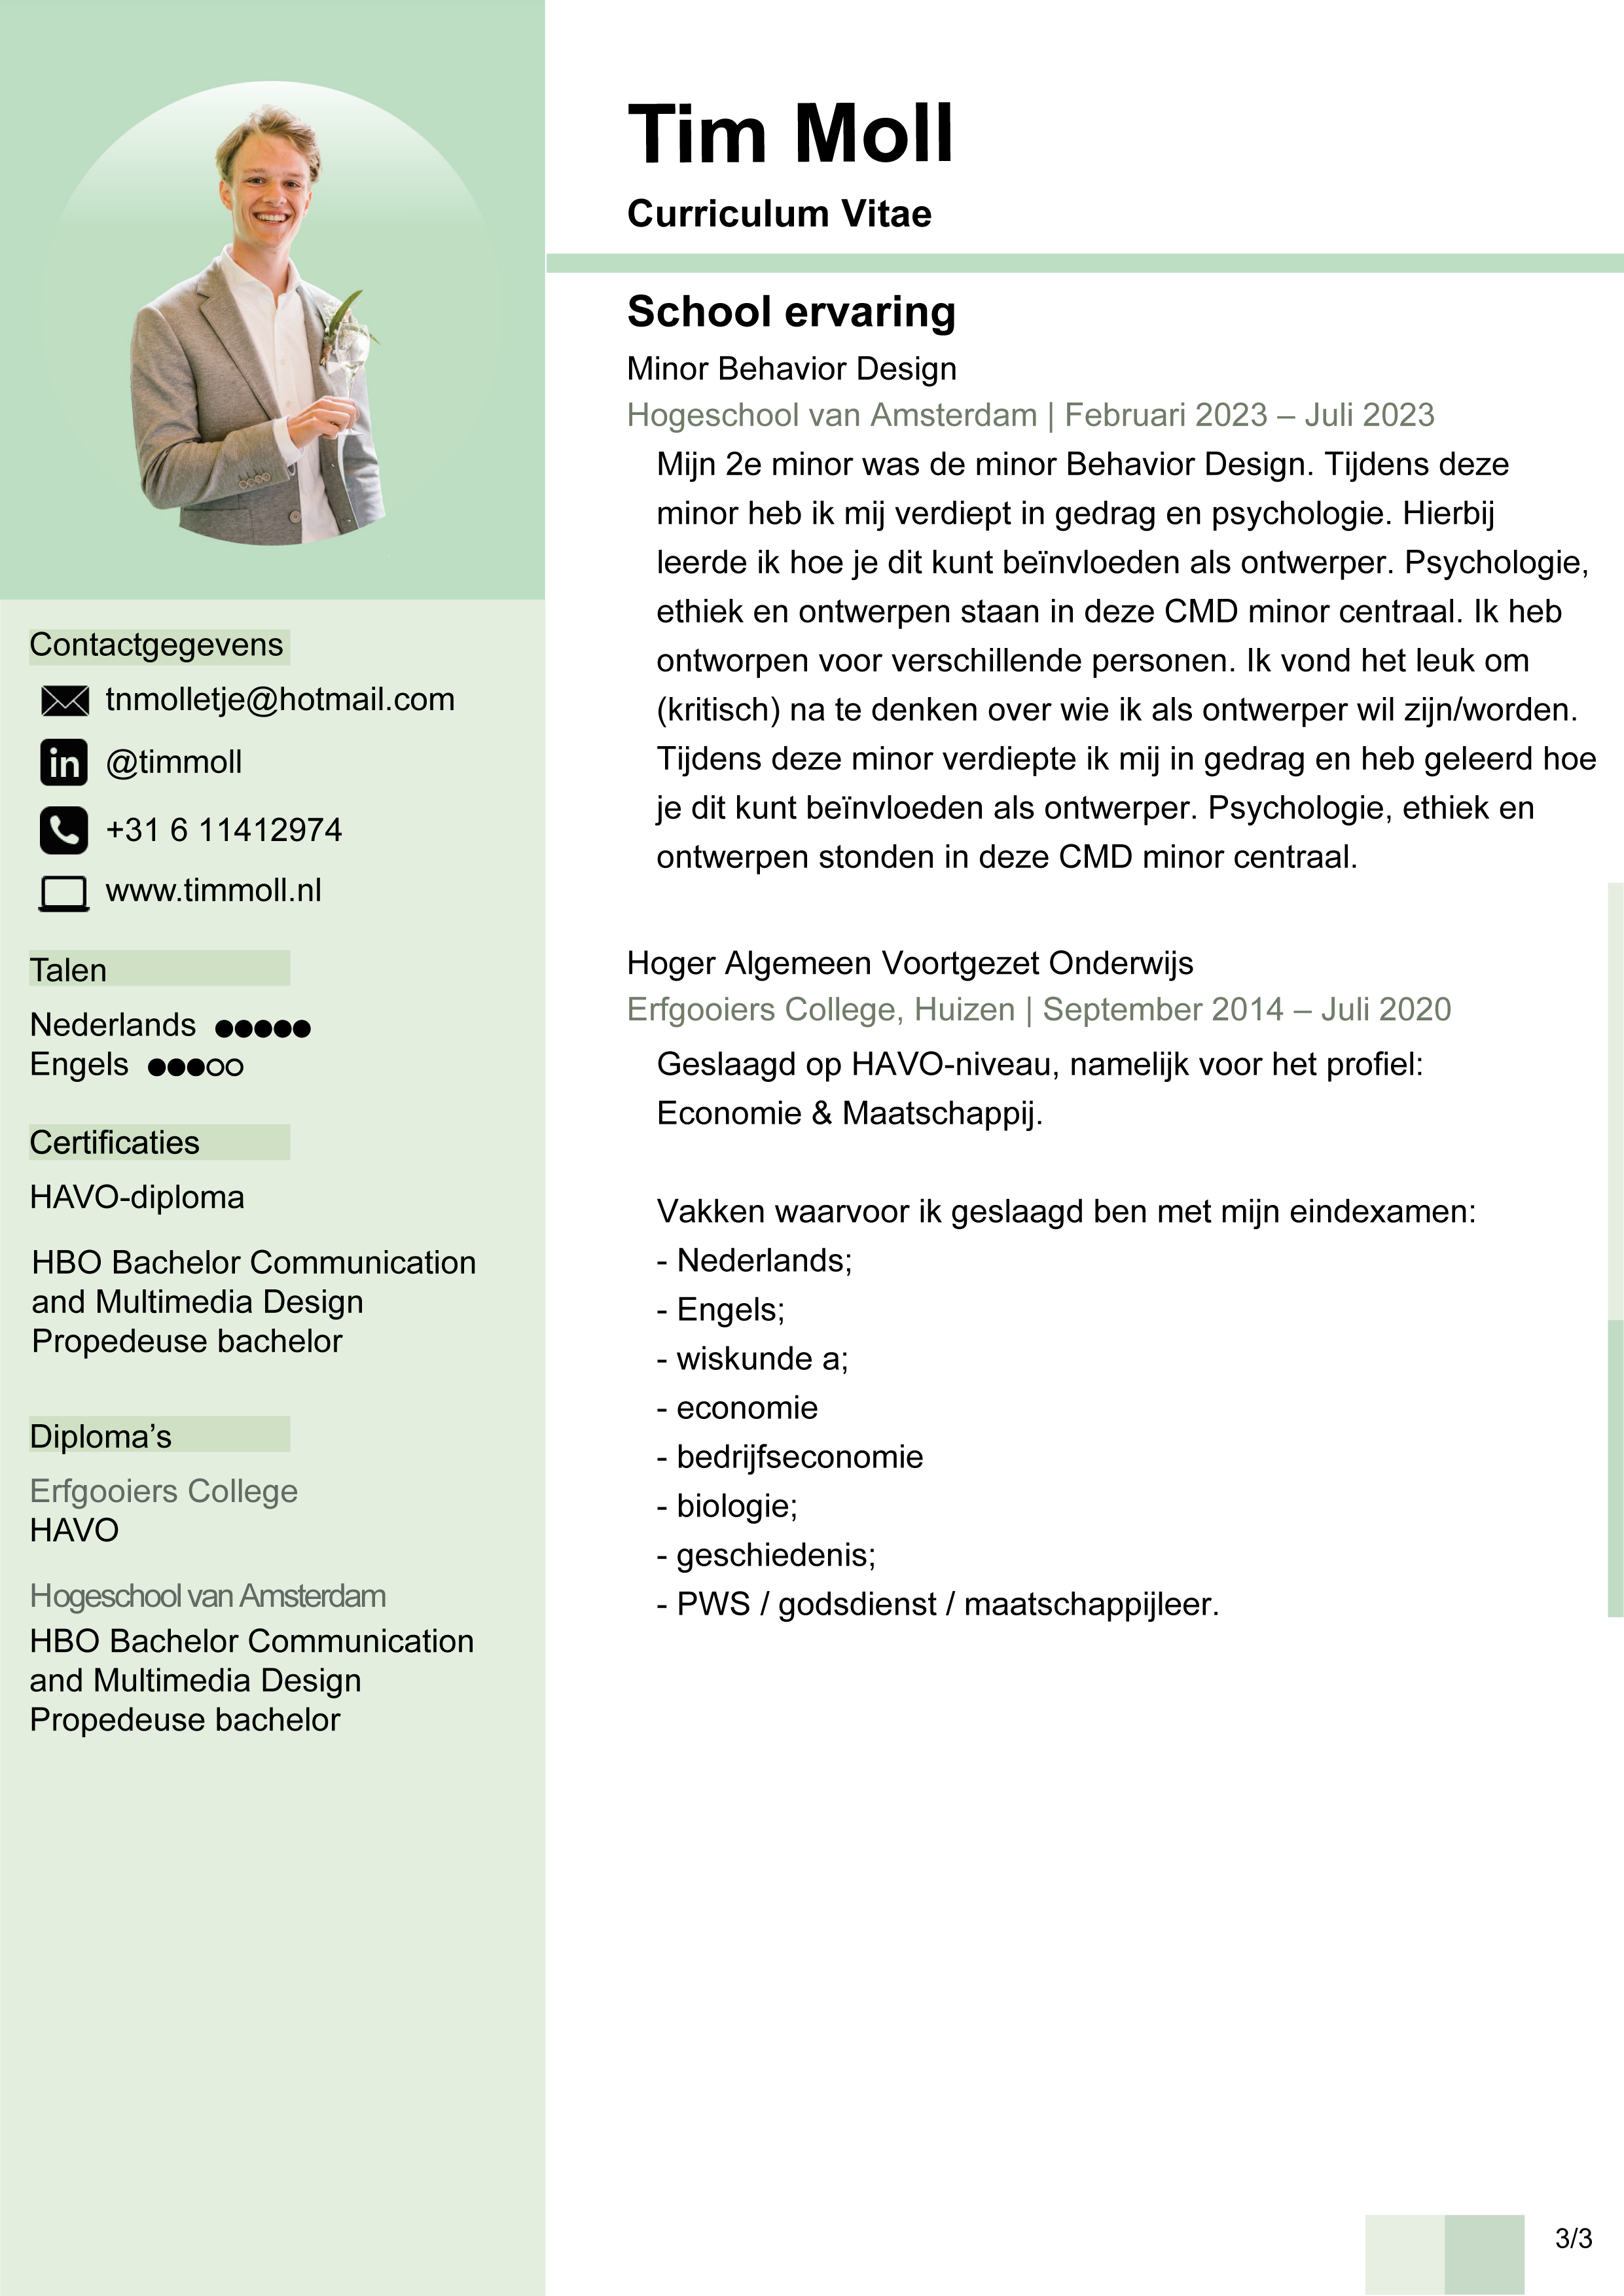 Tim Moll
Curriculum Vitae
School ervaring
Minor Behavior Design
Hogeschool van Amsterdam | Februari 2023 – Juli 2023
Mijn 2e minor was de minor Behavior Design. Tijdens deze
minor heb ik mij verdiept in gedrag en psychologie. Hierbij
leerde ik hoe je dit kunt beïnvloeden als ontwerper. Psychologie,
ethiek en ontwerpen staan in deze CMD minor centraal. Ik heb
ontworpen voor verschillende personen. Ik vond het leuk om
(kritisch) na te denken over wie ik als ontwerper wil zijn/worden.
Tijdens deze minor verdiepte ik mij in gedrag en heb geleerd hoe
je dit kunt beïnvloeden als ontwerper. Psychologie, ethiek en
ontwerpen stonden in deze CMD minor centraal.
Hoger Algemeen Voortgezet Onderwijs
Erfgooiers College, Huizen | September 2014 – Juli 2020
Geslaagd op HAVO-niveau, namelijk voor het profiel:
Economie & Maatschappij.
Vakken waarvoor ik geslaagd ben met mijn eindexamen:
- Nederlands;
- Engels;
- wiskunde a;
- economie
- bedrijfseconomie
- biologie;
- geschiedenis;
- PWS / godsdienst / maatschappijleer.
Contactgegevens
tnmolletje@hotmail.com
in @timmoll
+31 6 11412974
www.timmoll.nl
Talen
Nederlands
Engels
Certificaties
HAVO-diploma
HBO Bachelor Communication
and Multimedia Design
Propedeuse bachelor
Diploma’s
Erfgooiers College
HAVO
Hogeschool van Amsterdam
HBO Bachelor Communication
and Multimedia Design
Propedeuse bachelor
3/3